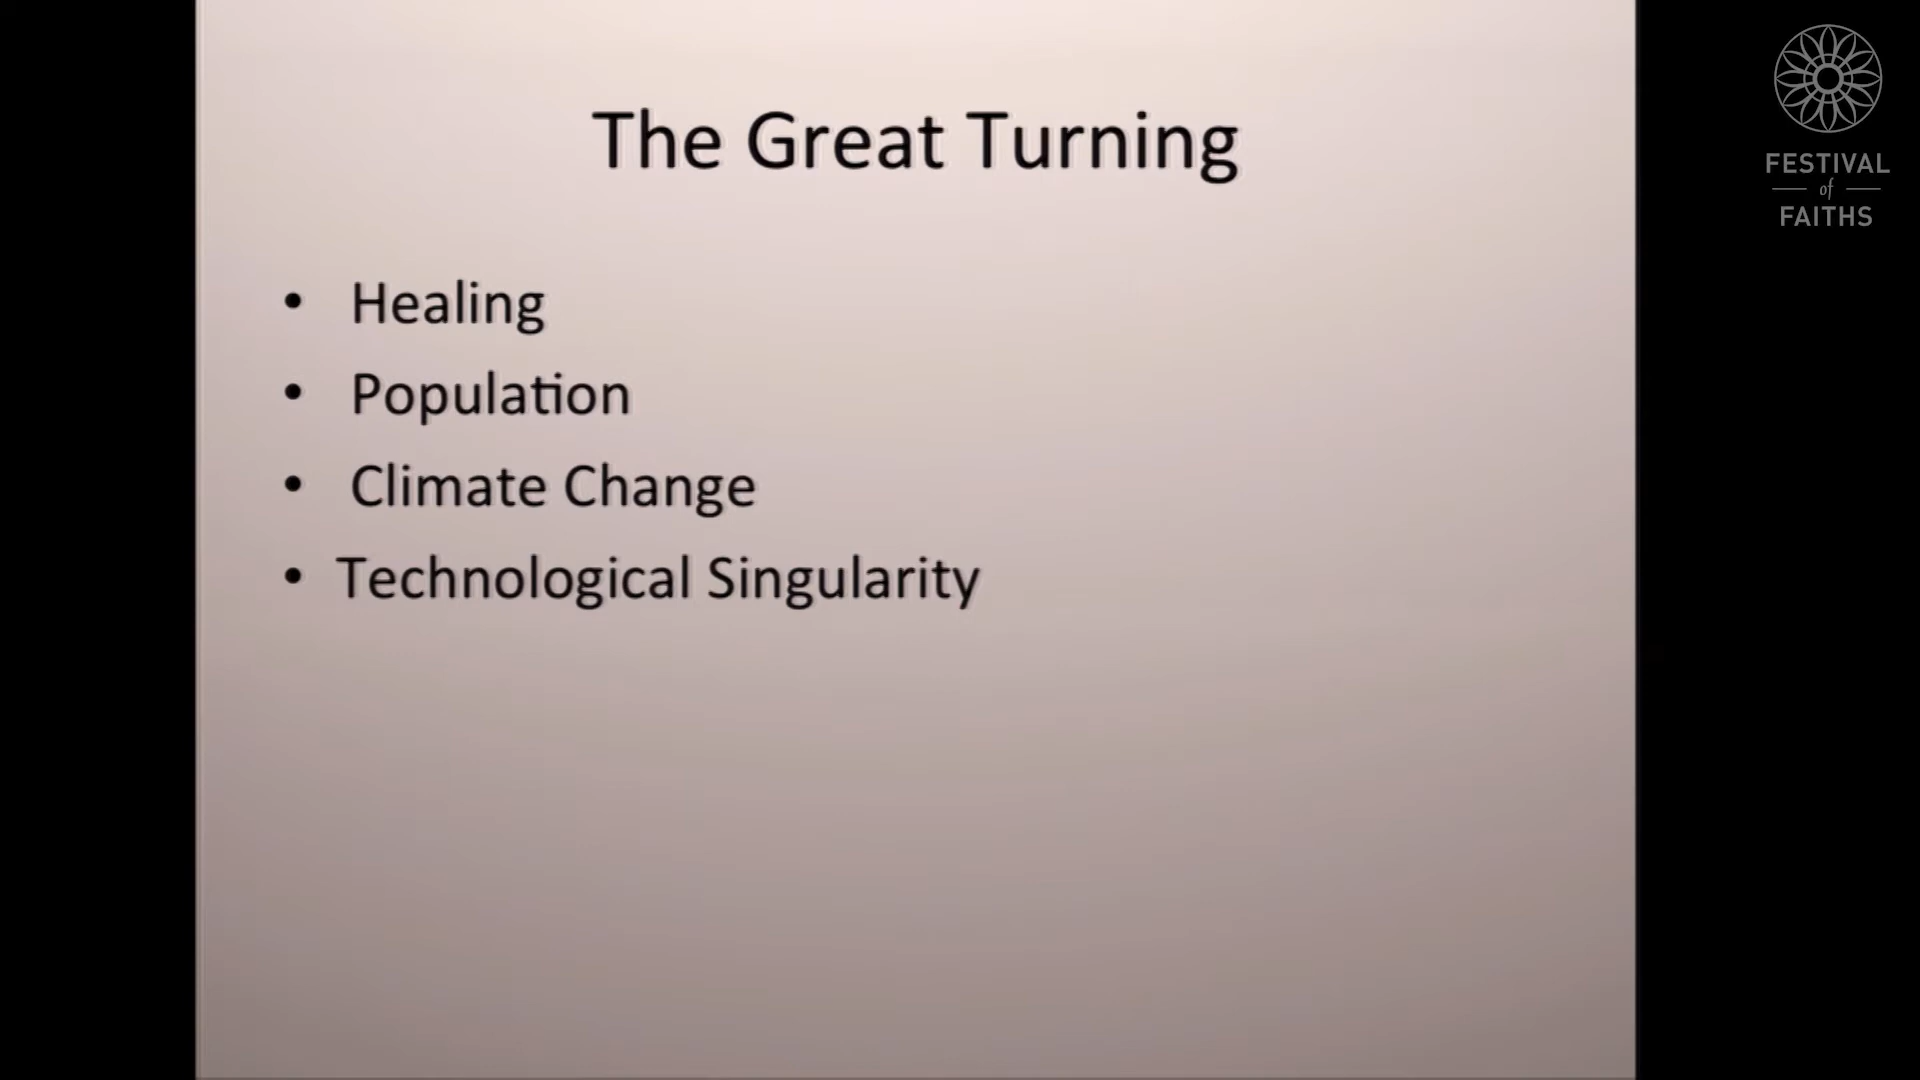 The Great Turning
• Healing
• Population
• Climate Change
• Technological Singularity
FESTIVAL
of
FAITHS